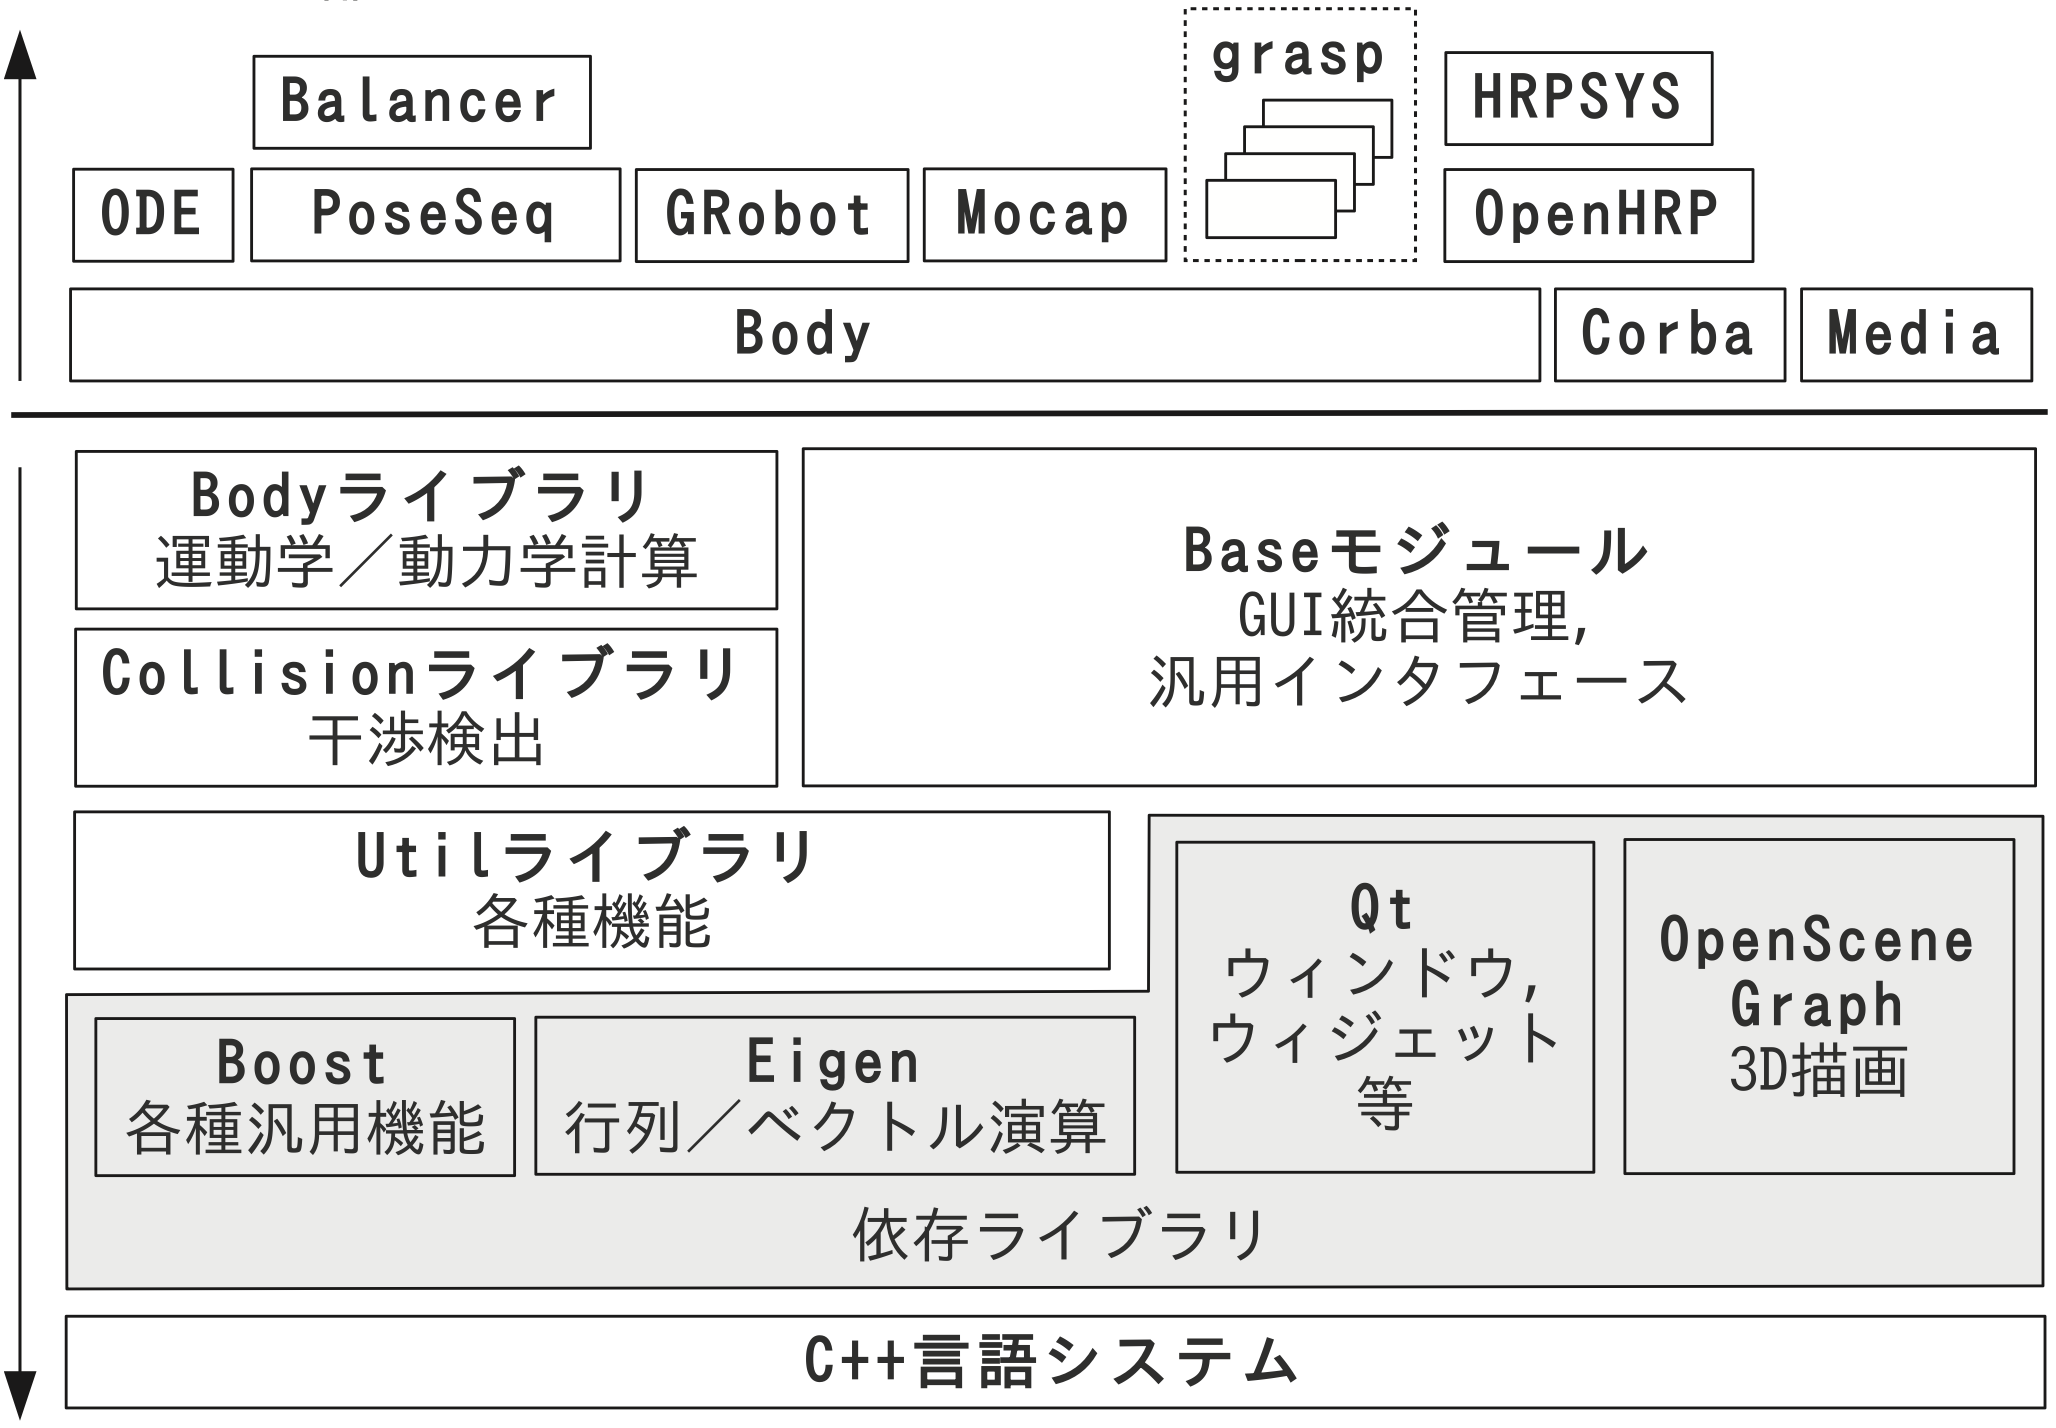 Balancer
grasp
HRPSYS
ODE
PoseSeq
GRobot
Mocap
OpenHRP
Body
Corba
Media
Bodyライブラリ
運動学／動力学計算
Baseモジュール
GUI統合管理,
汎用インタフェース
Collisionライブラリ
干渉検出
Utilライブラリ
各種機能
Qt
ウィンドウ,
ウィジェット
等
OpenScene
Graph
3D描画
Boost
各種汎用機能
Eigen
行列／ベクトル演算
依存ライブラリ
C++言語システム